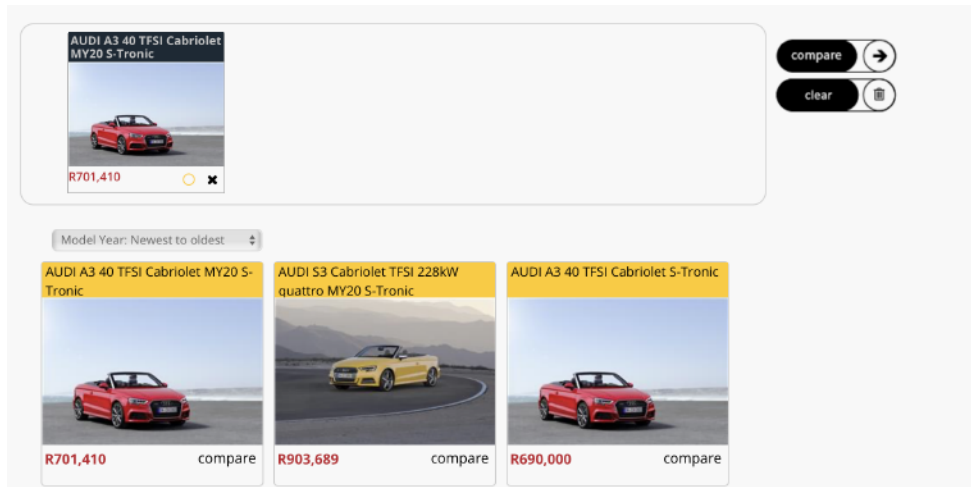 AUDI A3 40 TFSI Cabriolet
MY20 S-Tronic
R701,410
compare
clear
Model Year: Newest to oldest
AUDI A3 40 TFSI Cabriolet MY20 S-
Tronic
R701,410
compare
AUDI S3 Cabriolet TFSI 228kW
quattro MY20 S-Tronic
R903,689
compare
AUDI A3 40 TFSI Cabriolet S-Tronic
R690,000
compare